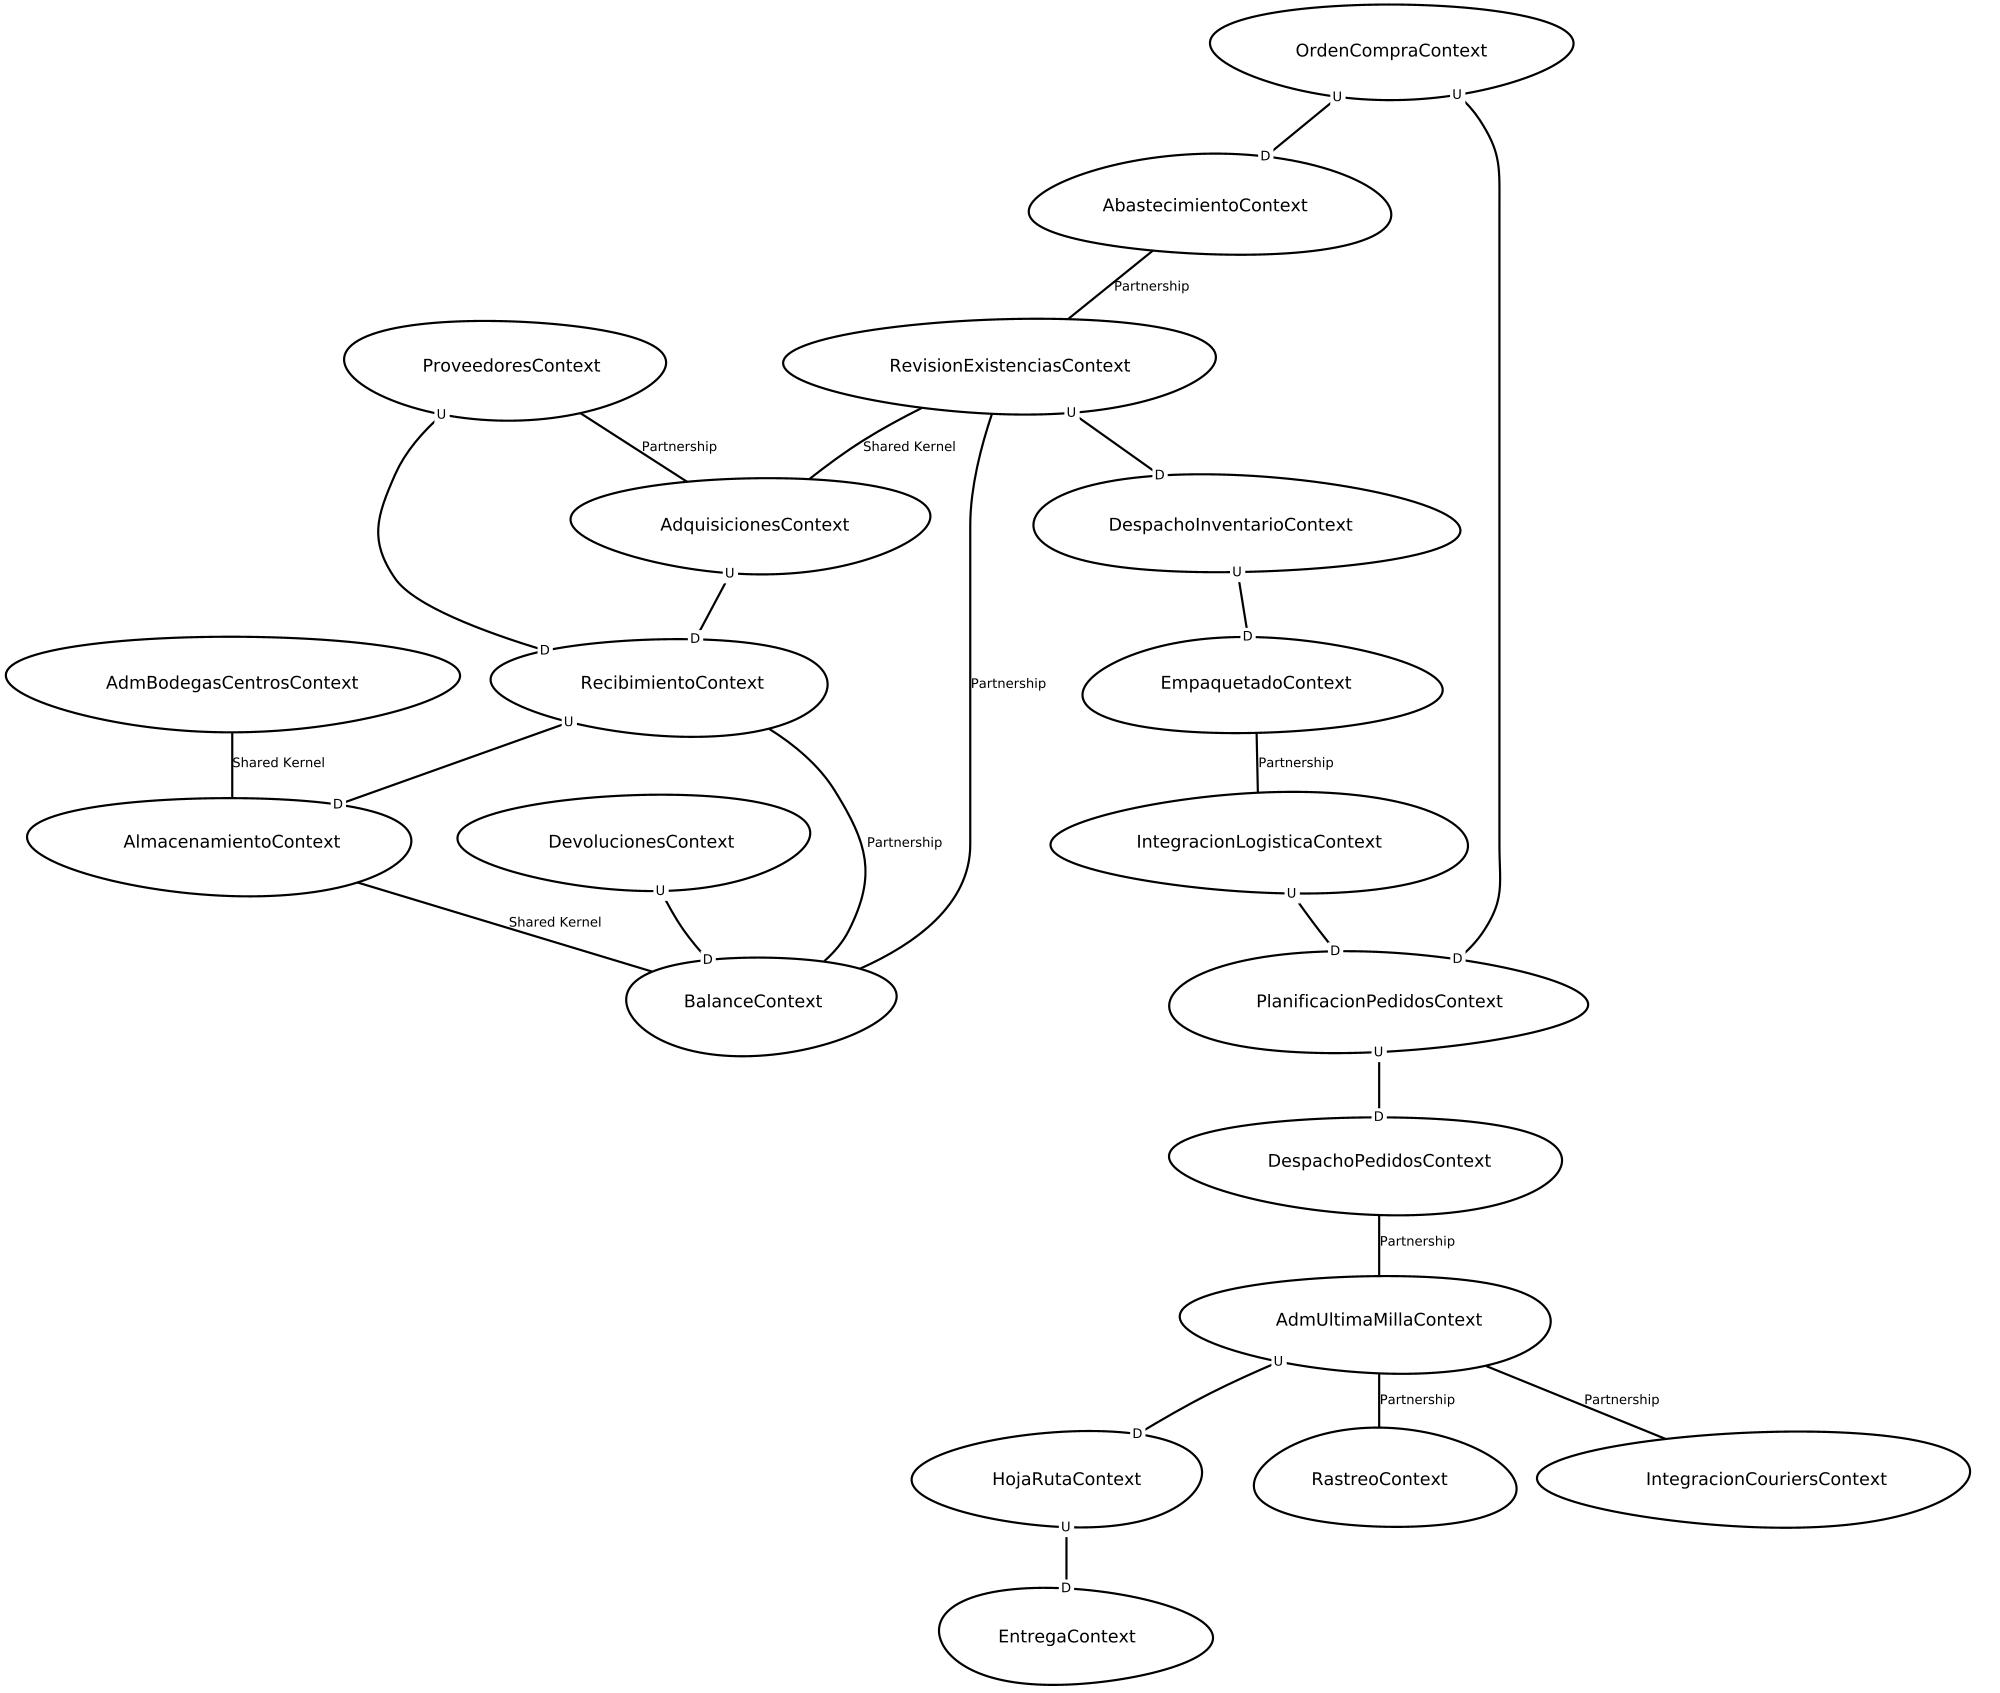 OrdenCompraContext
U
U
D
AbastecimientoContext
Partnership
ProveedoresContext
RevisionExistenciasContext
U
U
Partnership
Shared Kernel
D
AdquisicionesContext
DespachoInventarioContext
U
U
D
D
D
AdmBodegasCentrosContext
RecibimientoContext
Partnership
EmpaquetadoContext
U
Shared Kernel
Partnership
D
AlmacenamientoContext
DevolucionesContext
Partnership
IntegracionLogisticaContext
U
U
Shared Kernel
D
D
D
BalanceContext
PlanificacionPedidosContext
U
D
DespachoPedidosContext
Partnership
AdmUltimaMillaContext
U
Partnership
Partnership
D
HojaRutaContext
RastreoContext
IntegracionCouriersContext
U
D
EntregaContext